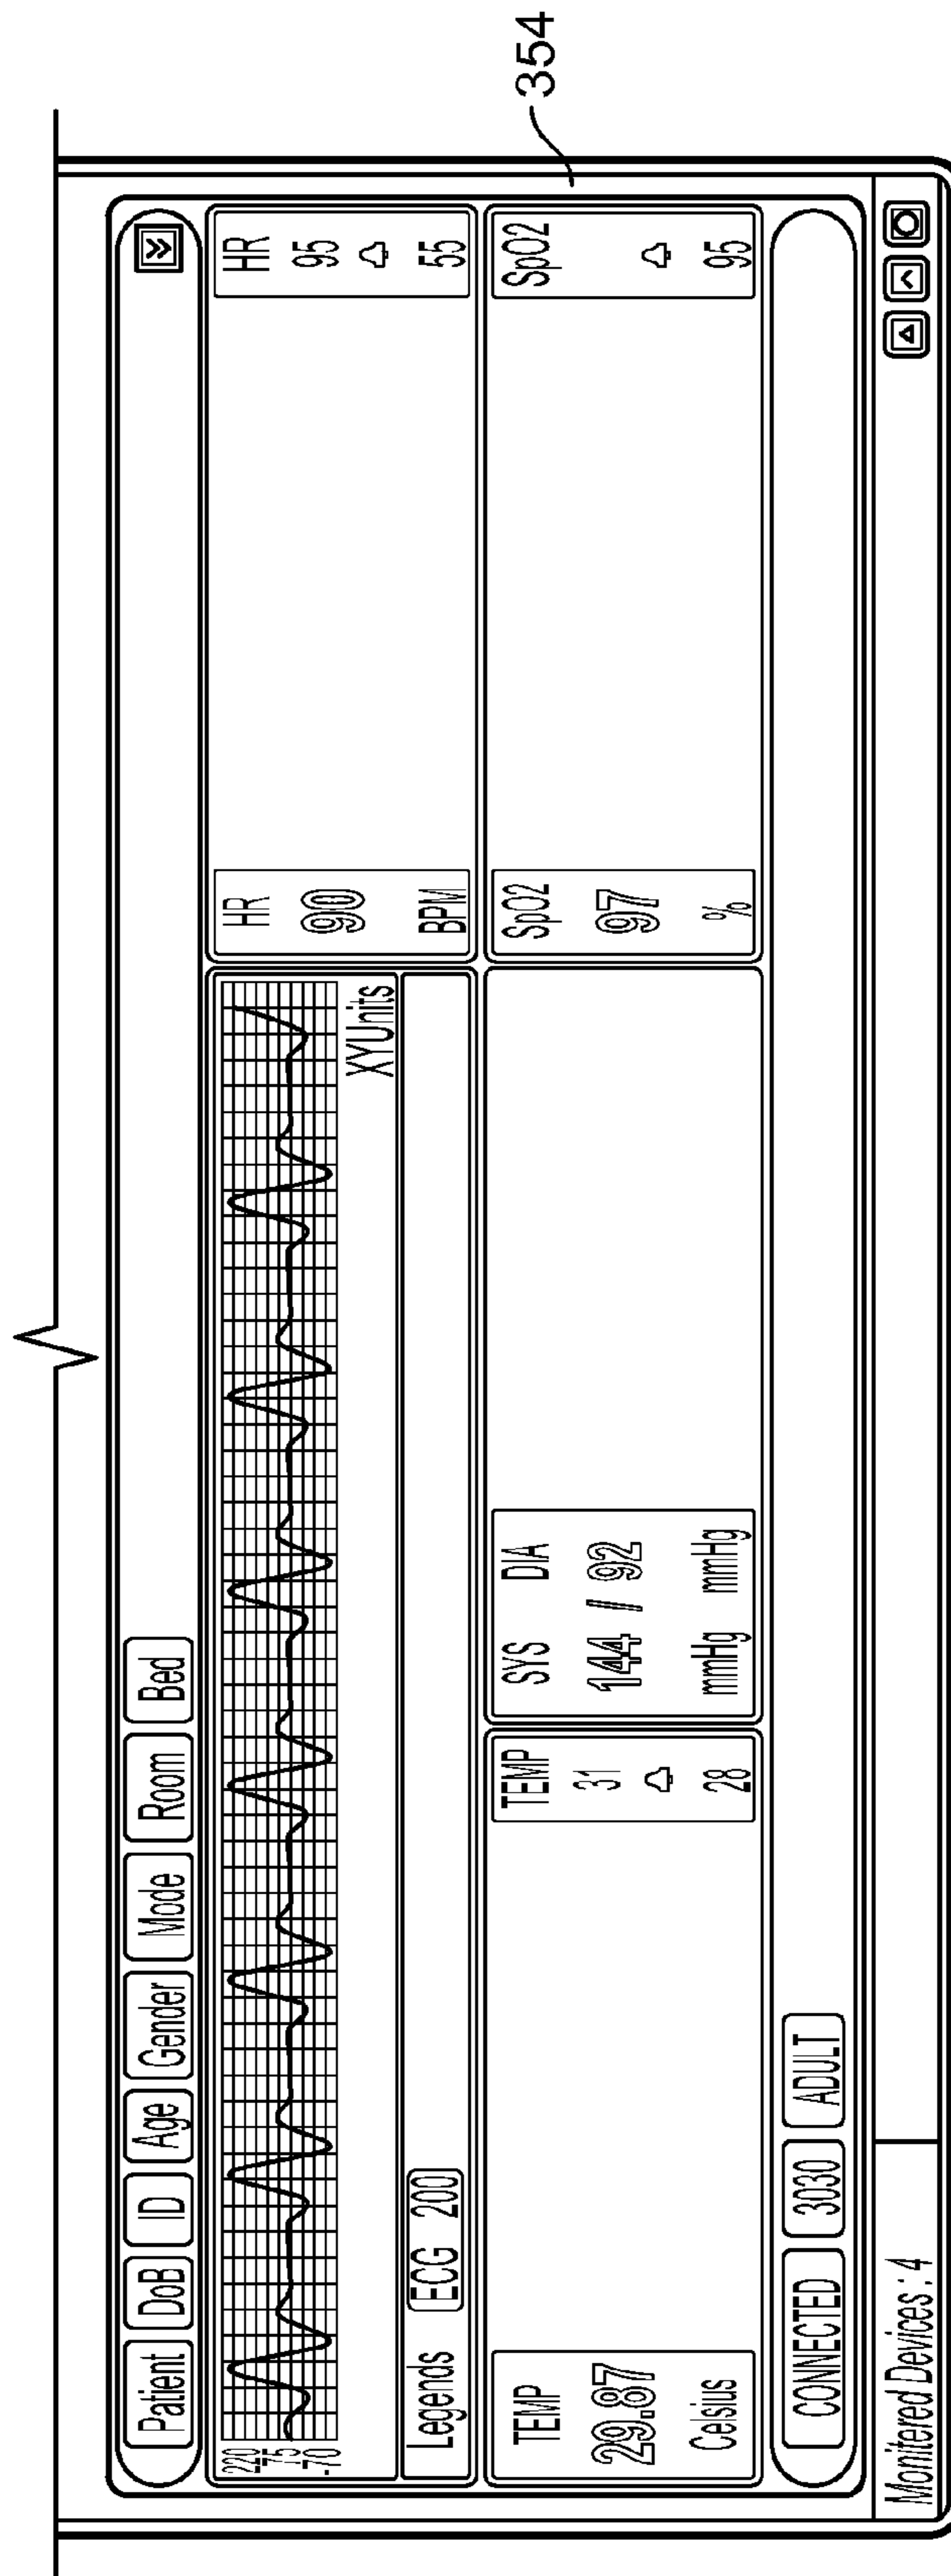 354
Patient DoB ID Age Gender Mode Room Bed
220
75
-70
XYUnits
Legends ECG 200
HR
90
BPM
HR
95
55
TEMP
29.87
Celsius
TEMP
31
28
SYS DIA
144 / 92
mmHg mmHg
SpO2
97
%
SpO2
95
CONNECTED 3030 ADULT
Monitered Devices : 4